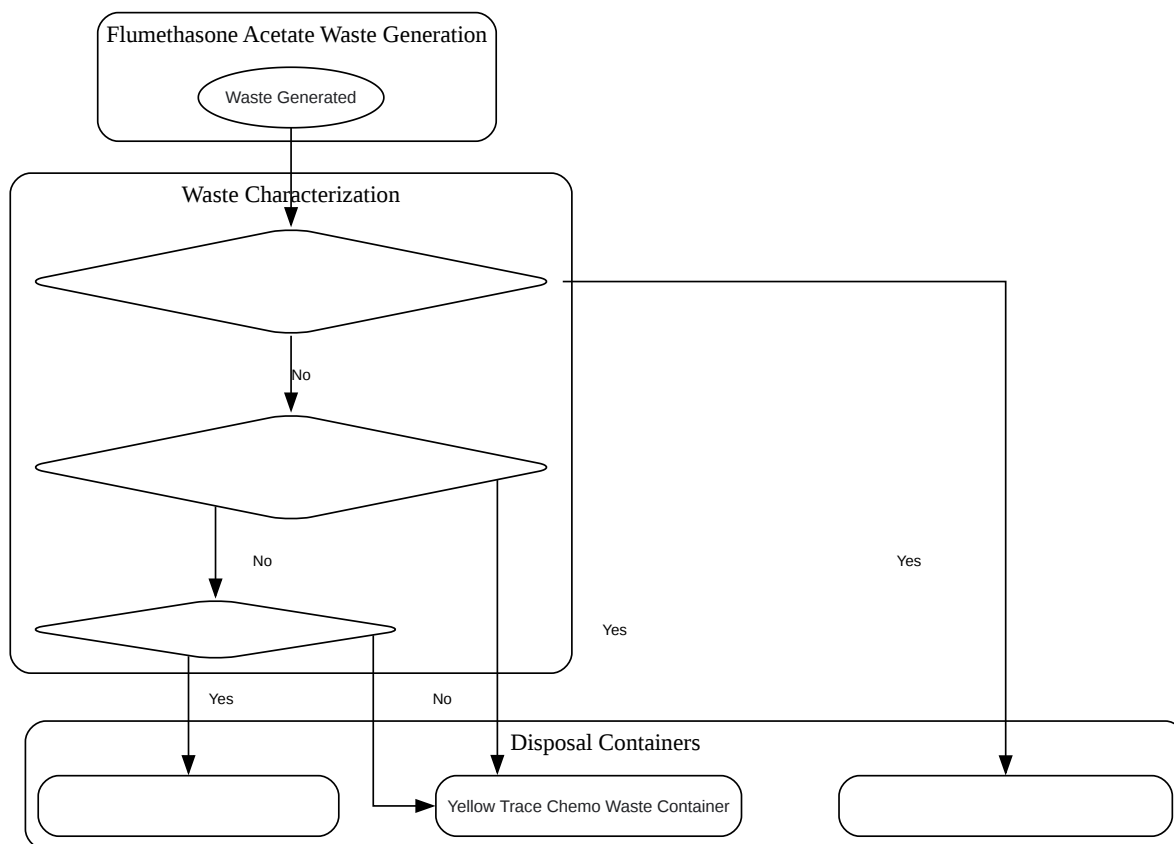 Flumethasone Acetate Waste Generation
Waste Generated
Waste Characterization
No
No
Yes
Yes
Yes
No
Disposal Containers
Yellow Trace Chemo Waste Container